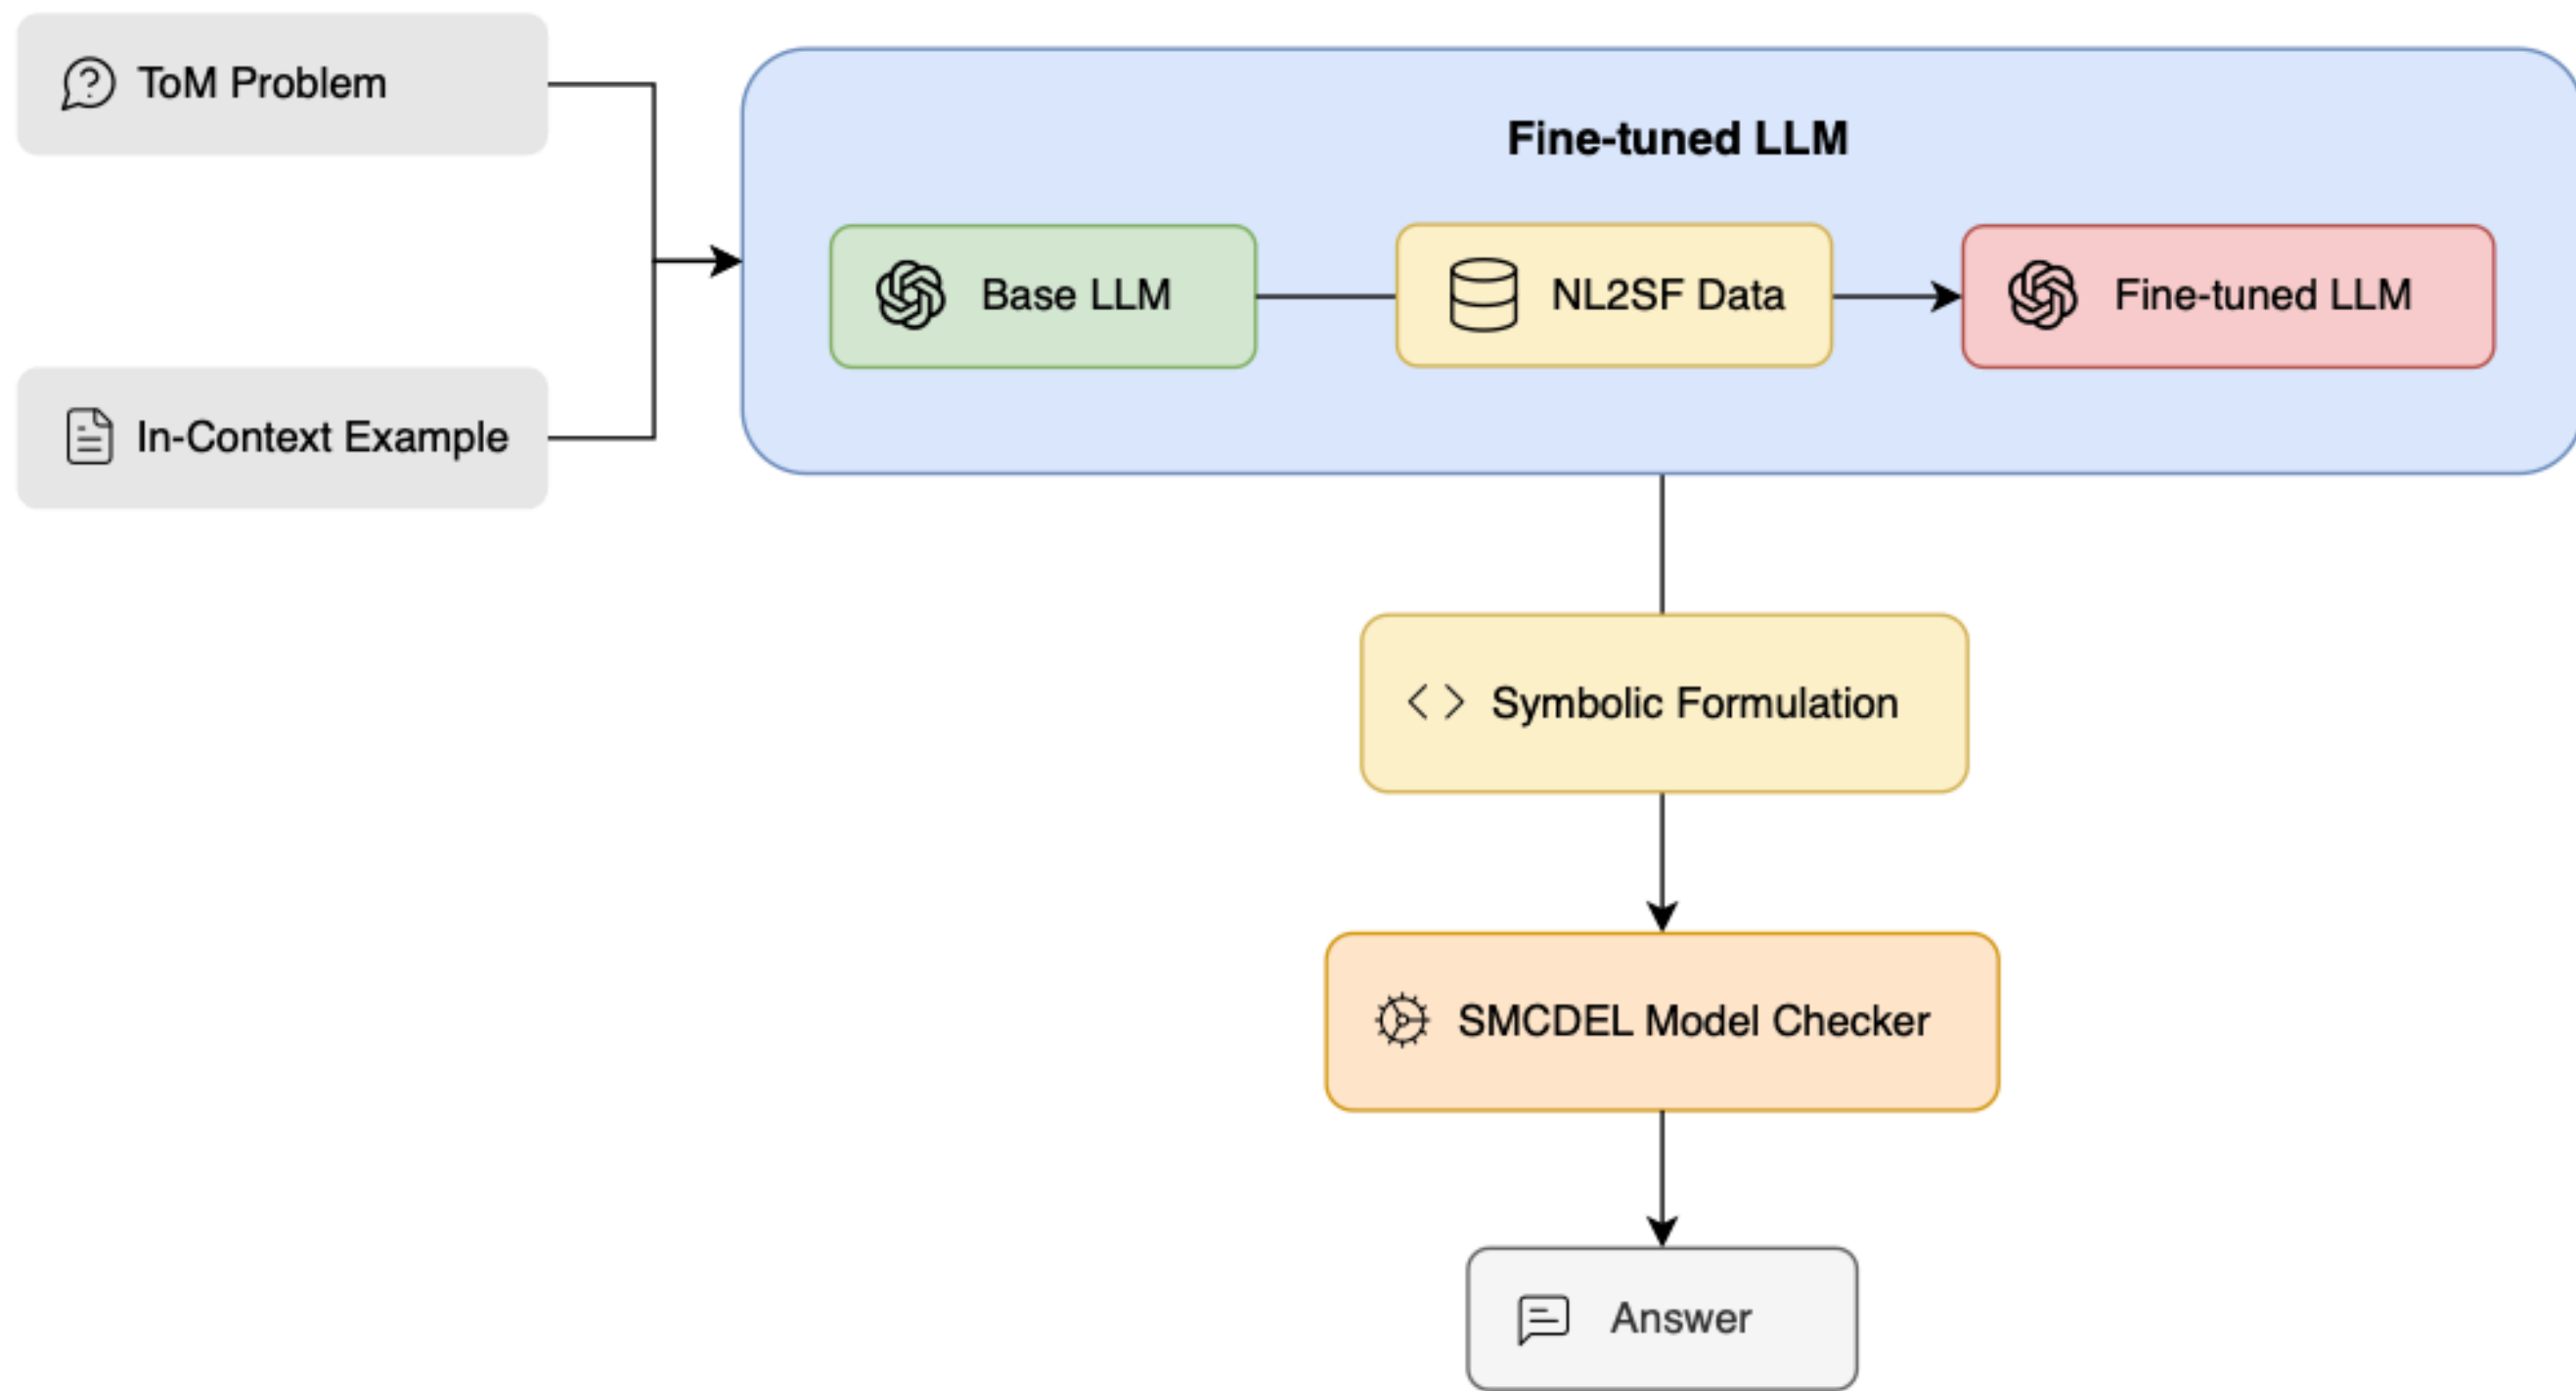 ToM Problem
In-Context Example
Fine-tuned LLM
Base LLM
NL2SF Data
Fine-tuned LLM
Symbolic Formulation
SMCDEL Model Checker
Answer